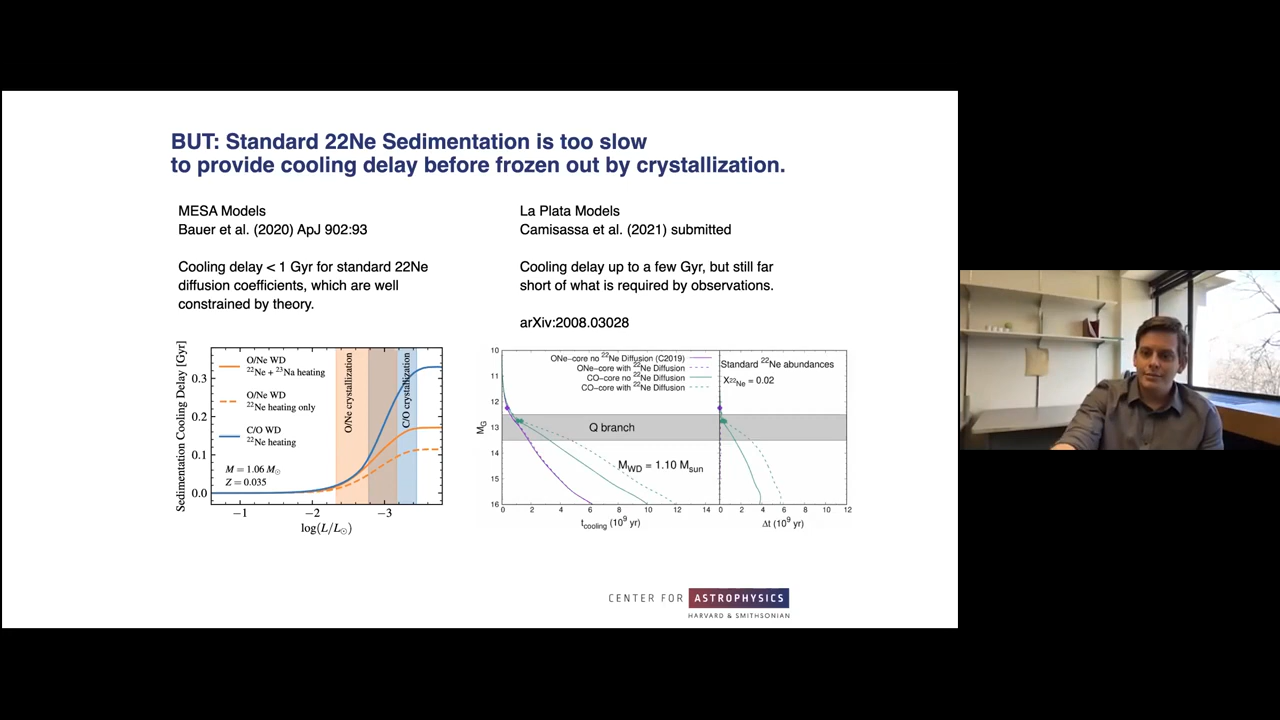 BUT: Standard 22Ne Sedimentation is too slow
to provide cooling delay before frozen out by crystallization.
MESA Models
Bauer et al. (2020) ApJ 902:93
Cooling delay < 1 Gyr for standard 22Ne
diffusion coefficients, which are well
constrained by theory.
La Plata Models
Camisassa et al. (2021) submitted
Cooling delay up to a few Gyr, but still far
short of what is required by observations.
arXiv:2008.03028
Sedimentation Cooling Delay [Gyr]
0.3
0.2
0.1
0.0
O/Ne WD
²²Ne + ²³Na heating
O/Ne WD
²²Ne heating only
C/O WD
²²Ne heating
M = 1.06 M☉
Z = 0.035
O/Ne crystallization
C/O crystallization
−1 −2 −3
log(L/L☉)
M_G
10
11
12
13
14
15
16
ONe-core no ²²Ne Diffusion (C2019)
ONe-core with ²²Ne Diffusion
CO-core no ²²Ne Diffusion
CO-core with ²²Ne Diffusion
Q branch
M_WD = 1.10 M_sun
0 2 4 6 8 10 12 14
t_cooling (10⁹ yr)
Standard ²²Ne abundances
X_²²Ne = 0.02
0 2 4 6 8 10 12
Δt (10⁹ yr)
CENTER FOR ASTROPHYSICS
HARVARD & SMITHSONIAN